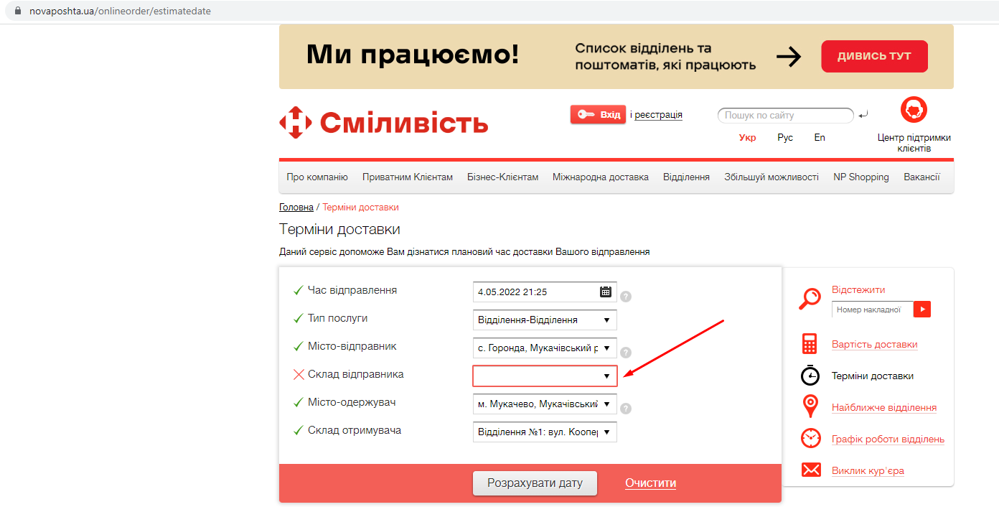 novaposhta.ua/onlineorder/estimatedate
Ми працюємо!
Список відділень та
поштоматів, які працюють
ДИВИСЬ ТУТ
Сміливість
Вхід і реєстрація
Пошук по сайту
Укр Рус En
Центр підтримки
клієнтів
Про компанію Приватним Клієнтам Бізнес-Клієнтам Міжнародна доставка Відділення Збільшуй можливості NP Shopping Вакансії
Головна / Терміни доставки
Терміни доставки
Даний сервіс допоможе Вам дізнатися плановий час доставки Вашого відправлення
Час відправлення 4.05.2022 21:25 ?
Тип послуги Відділення-Відділення
Місто-відправник с. Горонда, Мукачівський р ?
Склад відправника
Місто-одержувач м. Мукачево, Мукачівський ?
Склад отримувача Відділення №1: вул. Коопер
Розрахувати дату Очистити
Відстежити
Номер накладної
Вартість доставки
Терміни доставки
Найближче відділення
Графік роботи відділень
Виклик кур'єра